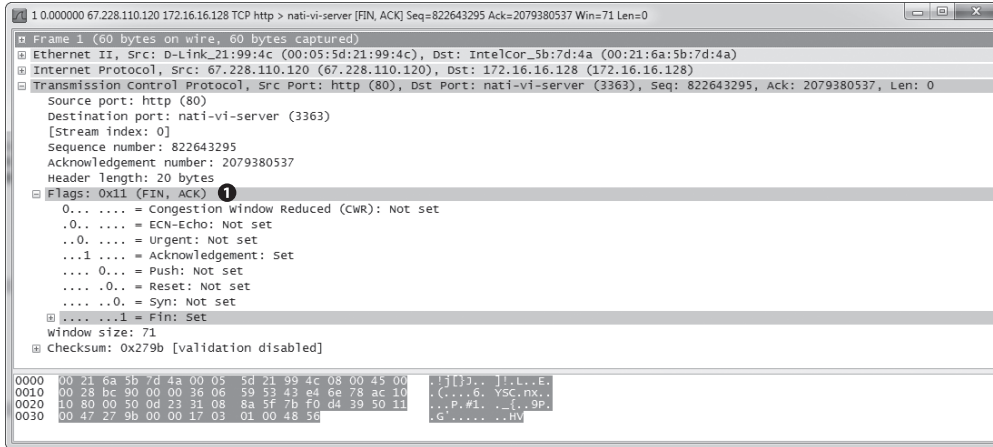 1 0.000000 67.228.110.120 172.16.16.128 TCP http > nati-vi-server [FIN, ACK] Seq=822643295 Ack=2079380537 Win=71 Len=0
Frame 1 (60 bytes on wire, 60 bytes captured)
Ethernet II, Src: D-Link_21:99:4c (00:05:5d:21:99:4c), Dst: IntelCor_5b:7d:4a (00:21:6a:5b:7d:4a)
Internet Protocol, Src: 67.228.110.120 (67.228.110.120), Dst: 172.16.16.128 (172.16.16.128)
Transmission Control Protocol, Src Port: http (80), Dst Port: nati-vi-server (3363), Seq: 822643295, Ack: 2079380537, Len: 0
Source port: http (80)
Destination port: nati-vi-server (3363)
[Stream index: 0]
Sequence number: 822643295
Acknowledgement number: 2079380537
Header length: 20 bytes
Flags: 0x11 (FIN, ACK) 1
0... .... = Congestion Window Reduced (CWR): Not set
.0.. .... = ECN-Echo: Not set
..0. .... = Urgent: Not set
...1 .... = Acknowledgement: Set
.... 0... = Push: Not set
.... .0.. = Reset: Not set
.... ..0. = Syn: Not set
.... ...1 = Fin: Set
Window size: 71
Checksum: 0x279b [validation disabled]
0000 00 21 6a 5b 7d 4a 00 05 5d 21 99 4c 08 00 45 00 .!j[}J.. ]!.L..E.
0010 00 28 bc 90 00 00 36 06 59 53 43 e4 6e 78 ac 10 .(....6. YSC.nx..
0020 10 80 00 50 0d 23 31 08 8a 5f 7b f0 d4 39 50 11 ...P.#1. ._{..9P.
0030 00 47 27 9b 00 00 17 03 01 00 48 56 .G'..... ..HV